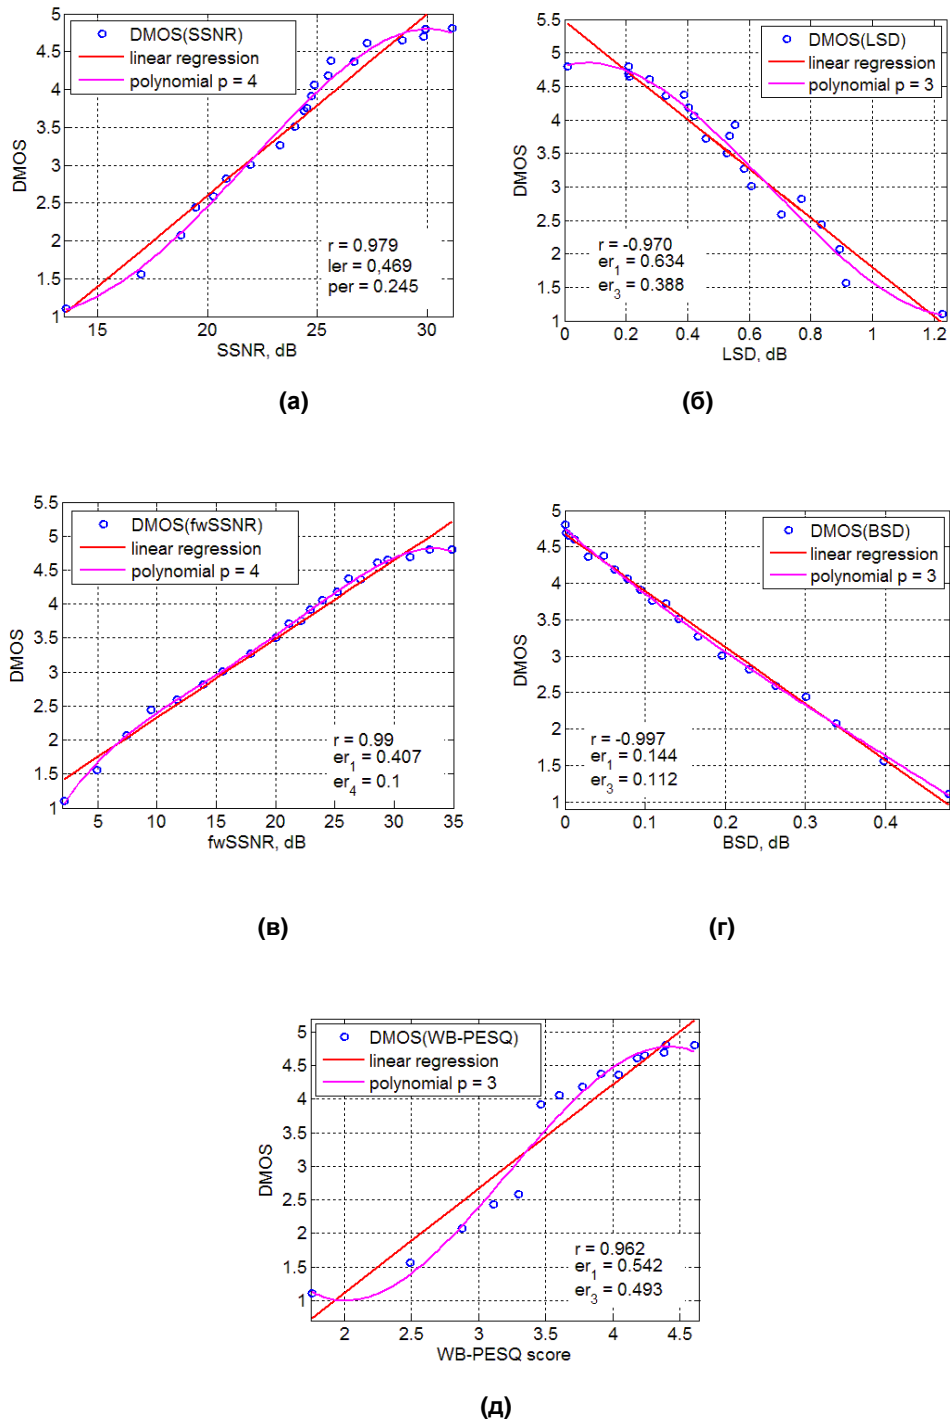 5
4.5
4
3.5
3
2.5
2
1.5
1
DMOS
DMOS(SSNR)
linear regression
polynomial p = 4
r = 0.979
ler = 0,469
per = 0.245
15 20 25 30
SSNR, dB
(а)
5.5
5
4.5
4
3.5
3
2.5
2
1.5
1
DMOS
DMOS(LSD)
linear regression
polynomial p = 3
r = -0.970
er1 = 0.634
er3 = 0.388
0 0.2 0.4 0.6 0.8 1 1.2
LSD, dB
(б)
5.5
5
4.5
4
3.5
3
2.5
2
1.5
1
DMOS
DMOS(fwSSNR)
linear regression
polynomial p = 4
r = 0.99
er1 = 0.407
er4 = 0.1
5 10 15 20 25 30 35
fwSSNR, dB
(в)
5
4.5
4
3.5
3
2.5
2
1.5
1
DMOS
DMOS(BSD)
linear regression
polynomial p = 3
r = -0.997
er1 = 0.144
er3 = 0.112
0 0.1 0.2 0.3 0.4
BSD, dB
(г)
5
4.5
4
3.5
3
2.5
2
1.5
1
DMOS
DMOS(WB-PESQ)
linear regression
polynomial p = 3
r = 0.962
er1 = 0.542
er3 = 0.493
2 2.5 3 3.5 4 4.5
WB-PESQ score
(д)